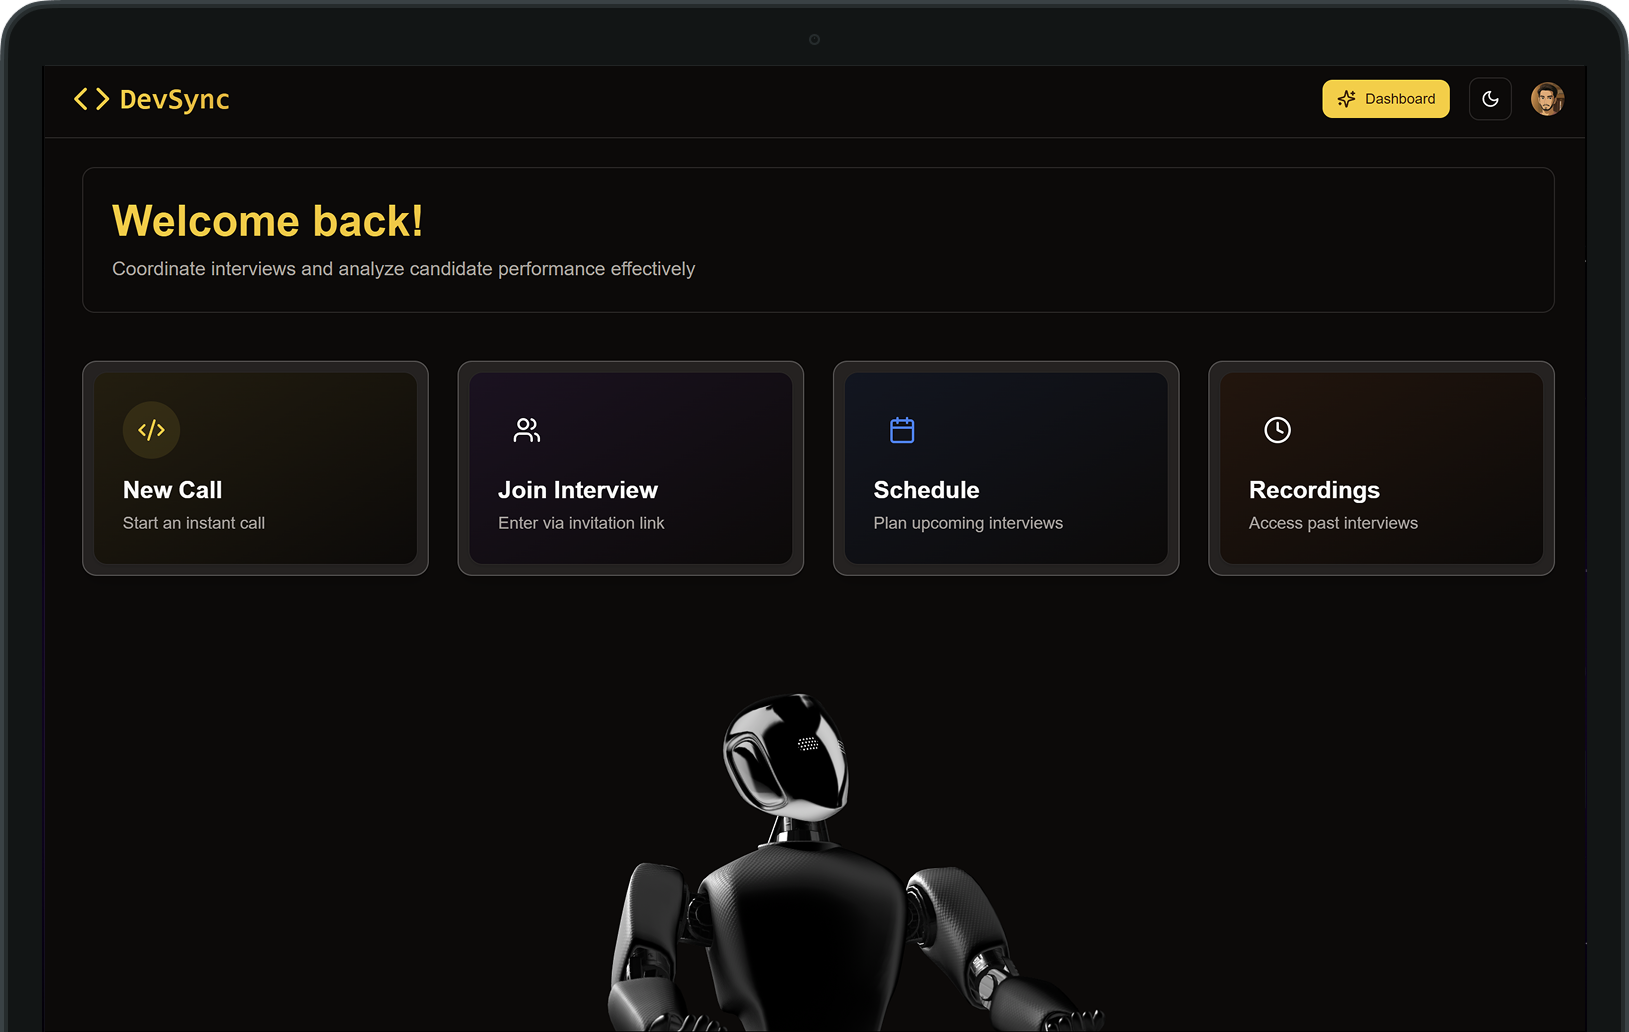 DevSync
Dashboard
Welcome back!
Coordinate interviews and analyze candidate performance effectively
New Call
Start an instant call
Join Interview
Enter via invitation link
Schedule
Plan upcoming interviews
Recordings
Access past interviews